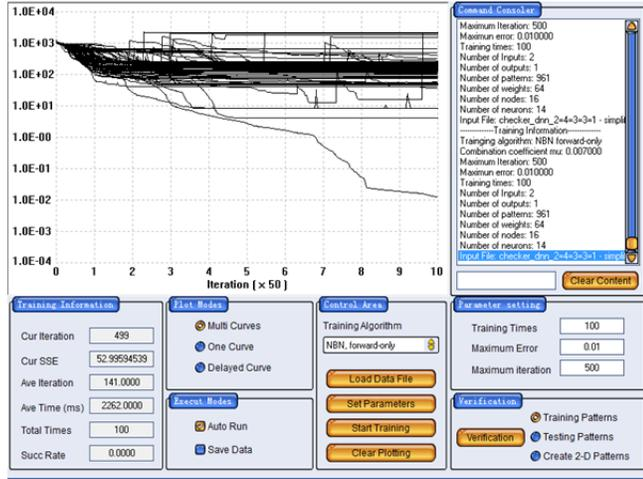 1.0E+04
1.0E+03
1.0E+02
1.0E+01
1.0E-00
1.0E-01
1.0E-02
1.0E-03
1.0E-04
0 1 2 3 4 5 6 7 8 9 10
Iteration ( x 50 )
Command Consoler
Maximum Iteration: 500
Maximum error: 0.010000
Training times: 100
Number of Inputs: 2
Number of outputs: 1
Number of patterns: 961
Number of weights: 64
Number of nodes: 16
Number of neurons: 14
Input File: checker_dnn_2=4=3=3=1 - simpli
--------------Training Information--------------
Trainging algorithm: NBN forward-only
Combination coefficient mu: 0.007000
Maximum Iteration: 500
Maximun error: 0.010000
Training times: 100
Number of Inputs: 2
Number of outputs: 1
Number of patterns: 961
Number of weights: 64
Number of nodes: 16
Number of neurons: 14
Input File: checker_dnn_2=4=3=3=1 - simpli
Clear Content
Training Information
Cur Iteration 499
Cur SSE 52.99594539
Ave Iteration 141.0000
Ave Time (ms) 2262.0000
Total Times 100
Succ Rate 0.0000
Plot Modes
Multi Curves
One Curve
Delayed Curve
Execut Modes
Auto Run
Save Data
Control Area
Training Algorithm
NBN, forward-only
Load Data File
Set Parameters
Start Training
Clear Plotting
Parameter setting
Training Times 100
Maximum Error 0.01
Maximum iteration 500
Verification
Verification
Training Patterns
Testing Patterns
Create 2-D Patterns